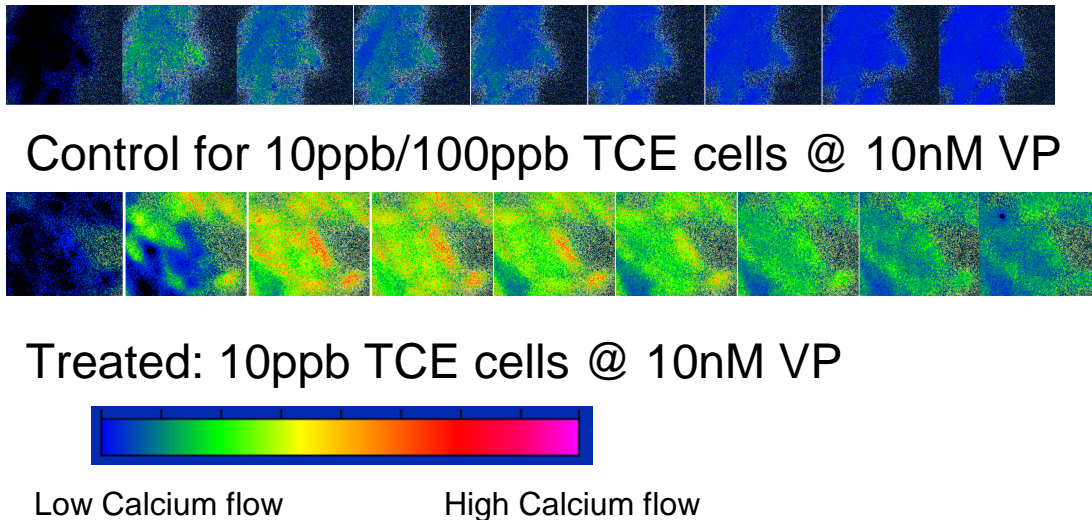 Control for 10ppb/100ppb TCE cells @ 10nM VP
Treated: 10ppb TCE cells @ 10nM VP
Low Calcium flow High Calcium flow